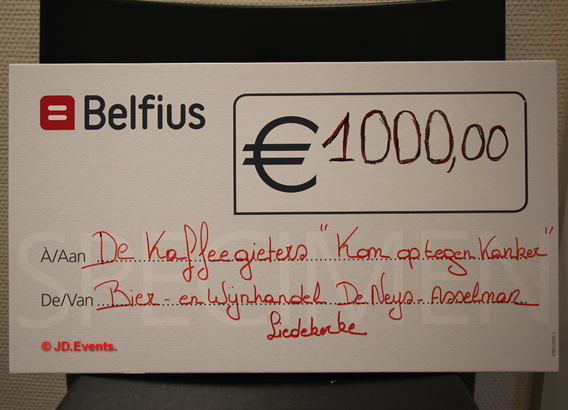 Belfius
€ 1000,00
SPECIMEN
À/Aan De Kaffeegieters "Kom op tegen Kanker"
De/Van Bier- en Wijnhandel De Neys-Asselman
Liedekerke
© JD.Events.